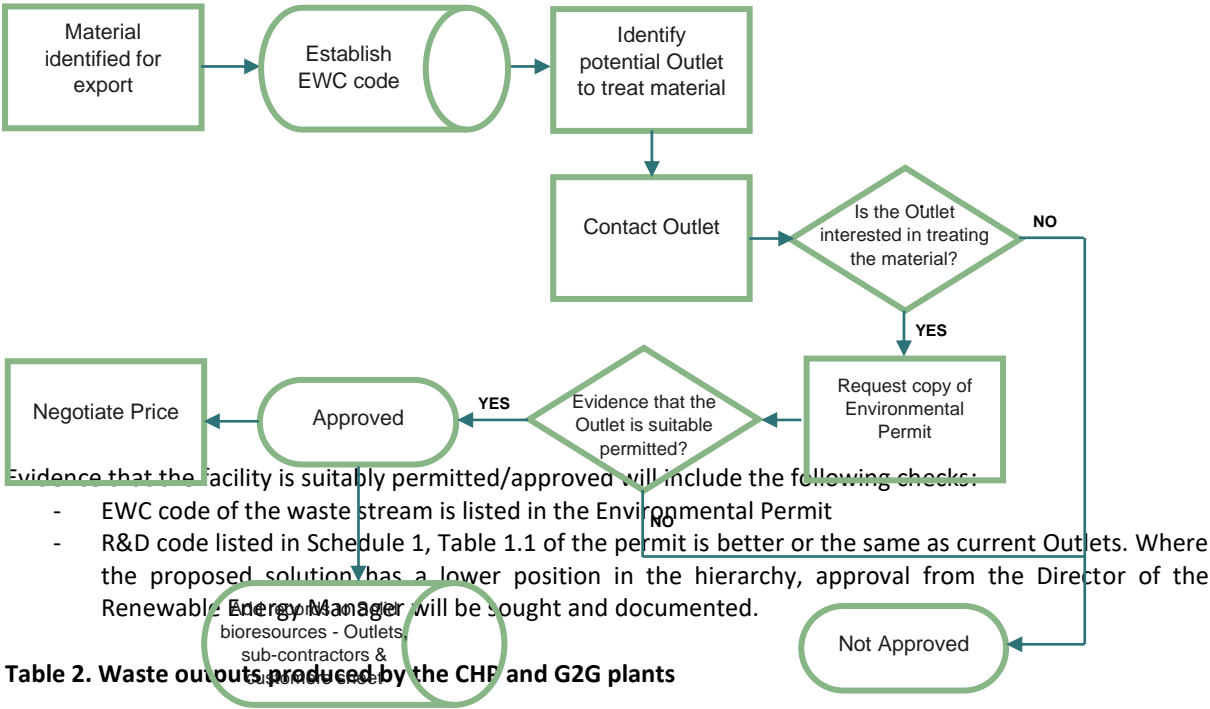 Material
identified for
export
Establish
EWC code
Identify
potential Outlet
to treat material
Contact Outlet
Is the Outlet
interested in treating
the material?
NO
YES
Request copy of
Environmental
Permit
Evidence that the
Outlet is suitable
permitted?
YES
Approved
Negotiate Price
NO
Evidence that the facility is suitably permitted/approved will include the following checks:
- EWC code of the waste stream is listed in the Environmental Permit
- R&D code listed in Schedule 1, Table 1.1 of the permit is better or the same as current Outlets. Where
the proposed solution has a lower position in the hierarchy, approval from the Director of the
Renewable Energy Manager will be sought and documented.
Add records to
bioresources - Outlets,
sub-contractors &
customers sheet
Not Approved
Table 2. Waste outputs produced by the CHP and G2G plants